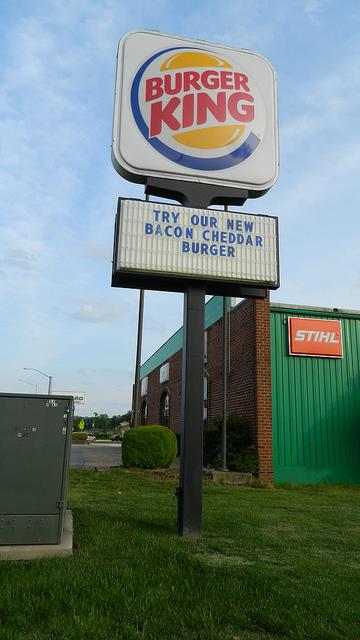 BURGER
KING
TRY OUR NEW
BACON CHEDDAR
BURGER
STIHL